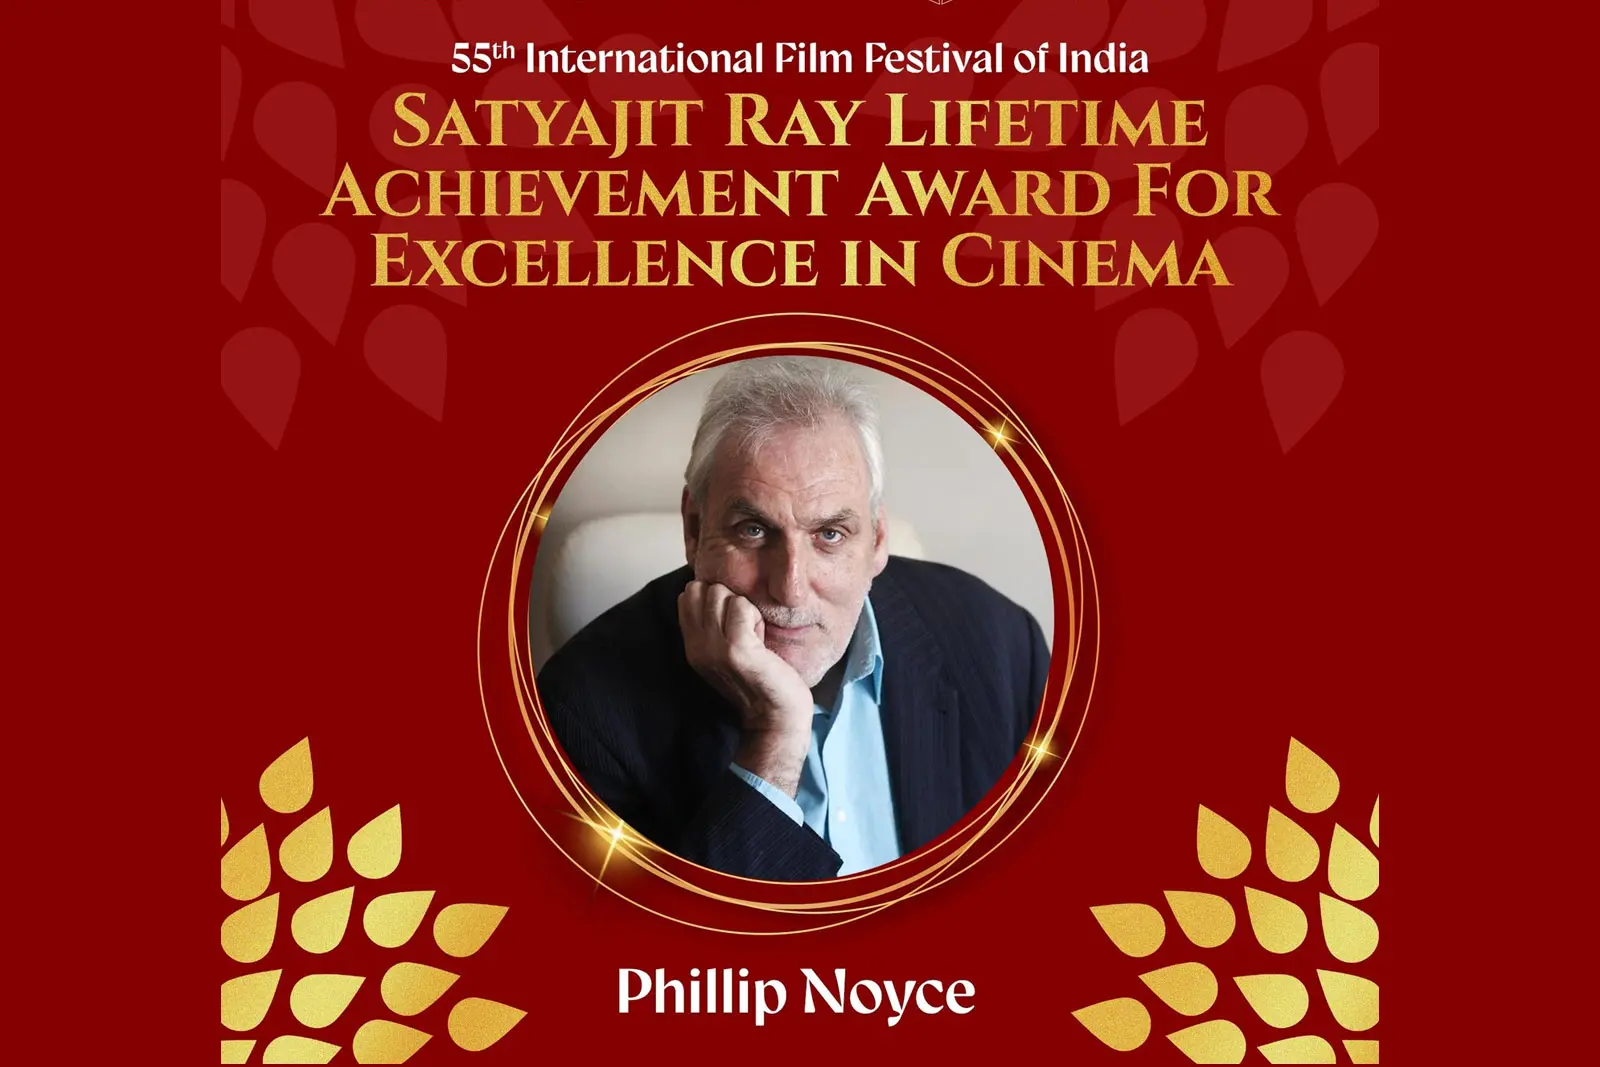 55th International Film Festival of India
Satyajit Ray Lifetime
Achievement Award For
Excellence in Cinema
Phillip Noyce